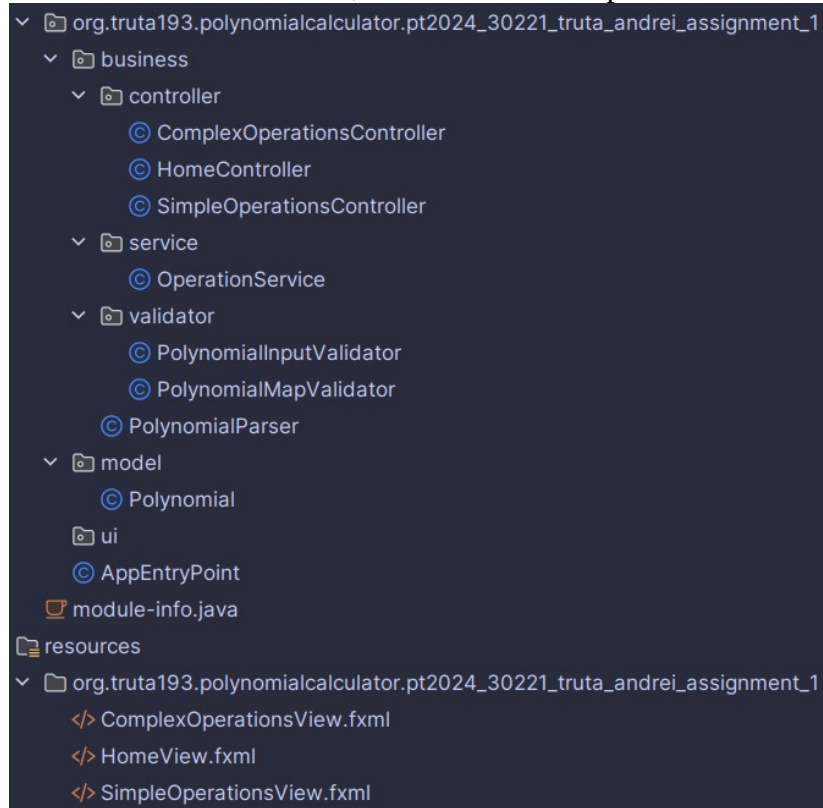 org.truta193.polynomialcalculator.pt2024_30221_truta_andrei_assignment_1
business
controller
ComplexOperationsController
HomeController
SimpleOperationsController
service
OperationService
validator
PolynomialInputValidator
PolynomialMapValidator
PolynomialParser
model
Polynomial
ui
AppEntryPoint
module-info.java
resources
org.truta193.polynomialcalculator.pt2024_30221_truta_andrei_assignment_1
</> ComplexOperationsView.fxml
</> HomeView.fxml
</> SimpleOperationsView.fxml